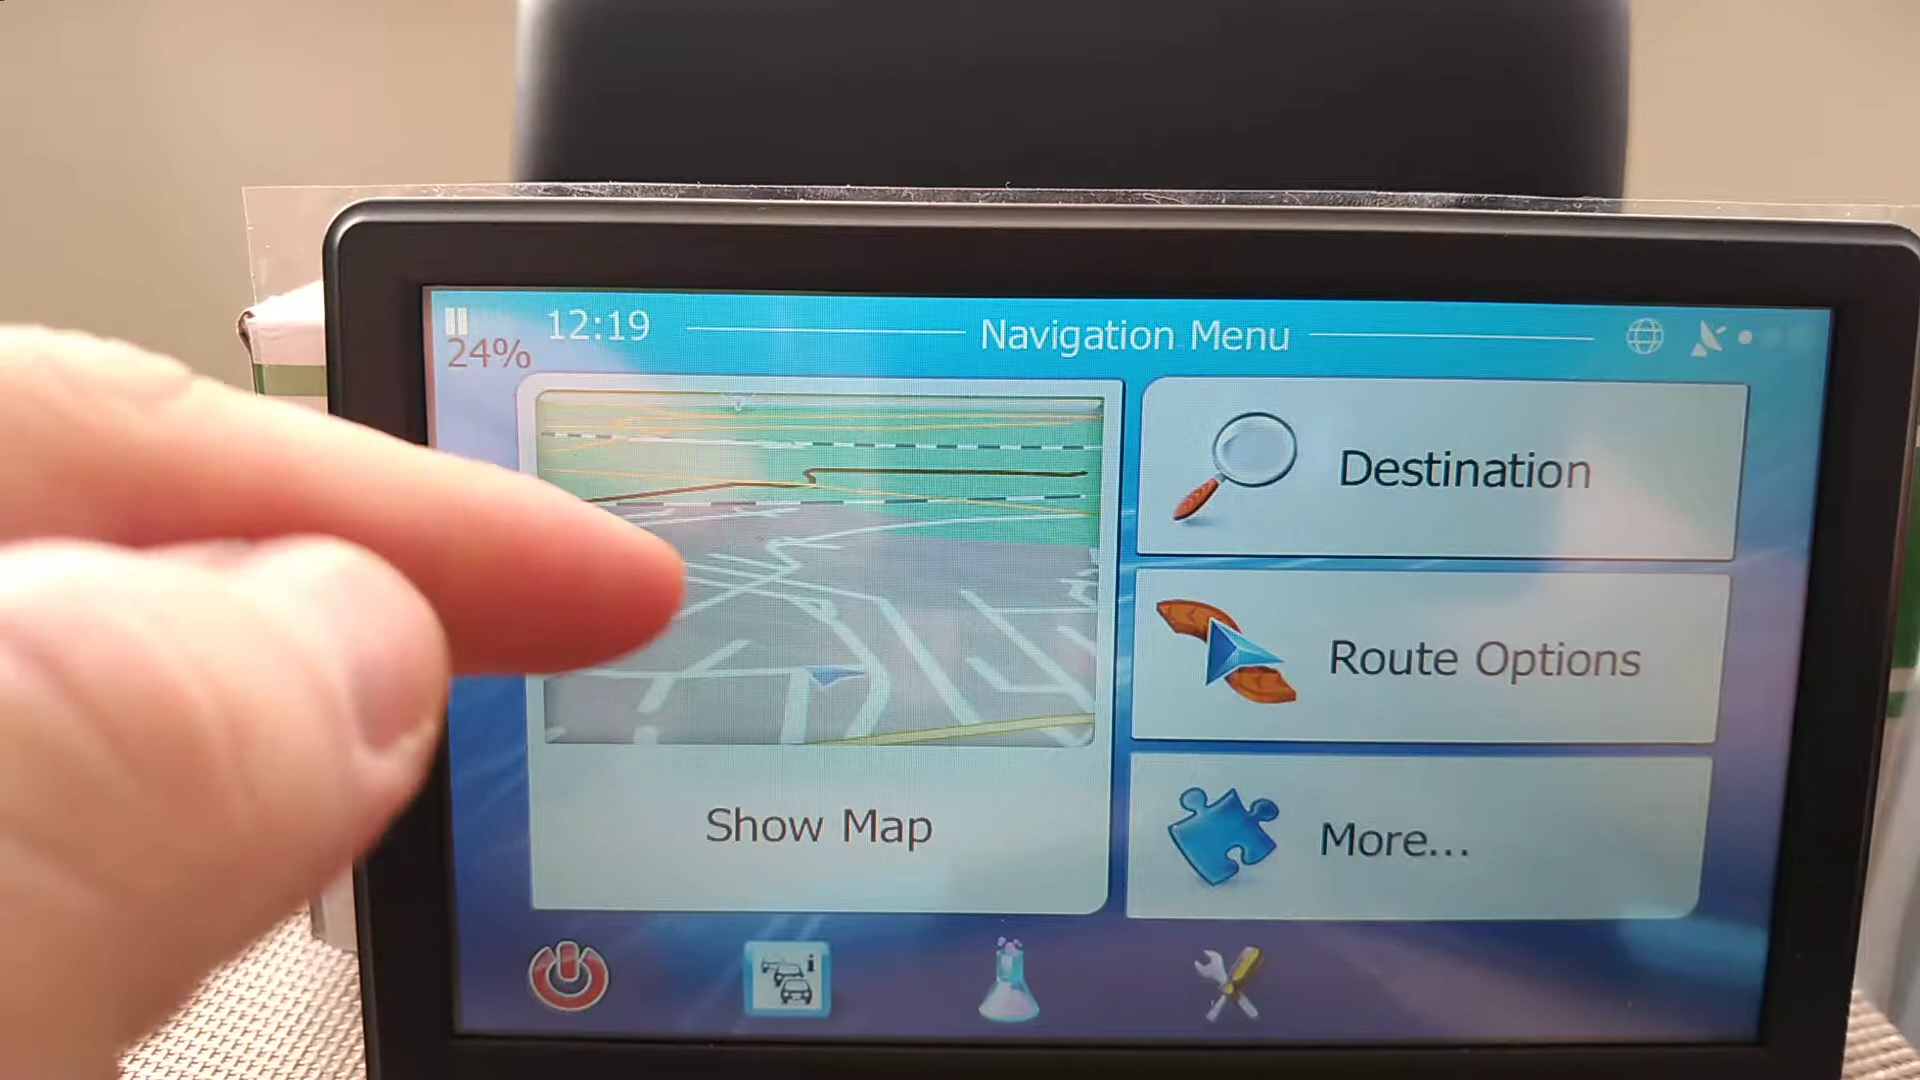 12:19
24%
Navigation Menu
Destination
Route Options
Show Map
More...
i